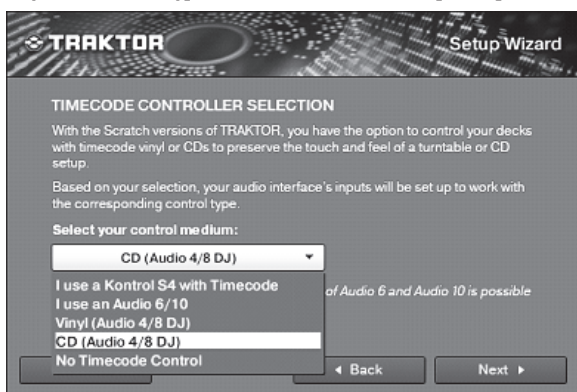 TRAKTOR
Setup Wizard
TIMECODE CONTROLLER SELECTION
With the Scratch versions of TRAKTOR, you have the option to control your decks
with timecode vinyl or CDs to preserve the touch and feel of a turntable or CD
setup.
Based on your selection, your audio interface's inputs will be set up to work with
the corresponding control type.
Select your control medium:
CD (Audio 4/8 DJ)
I use a Kontrol S4 with Timecode
I use an Audio 6/10
of Audio 6 and Audio 10 is possible
Vinyl (Audio 4/8 DJ)
CD (Audio 4/8 DJ)
No Timecode Control
Back
Next